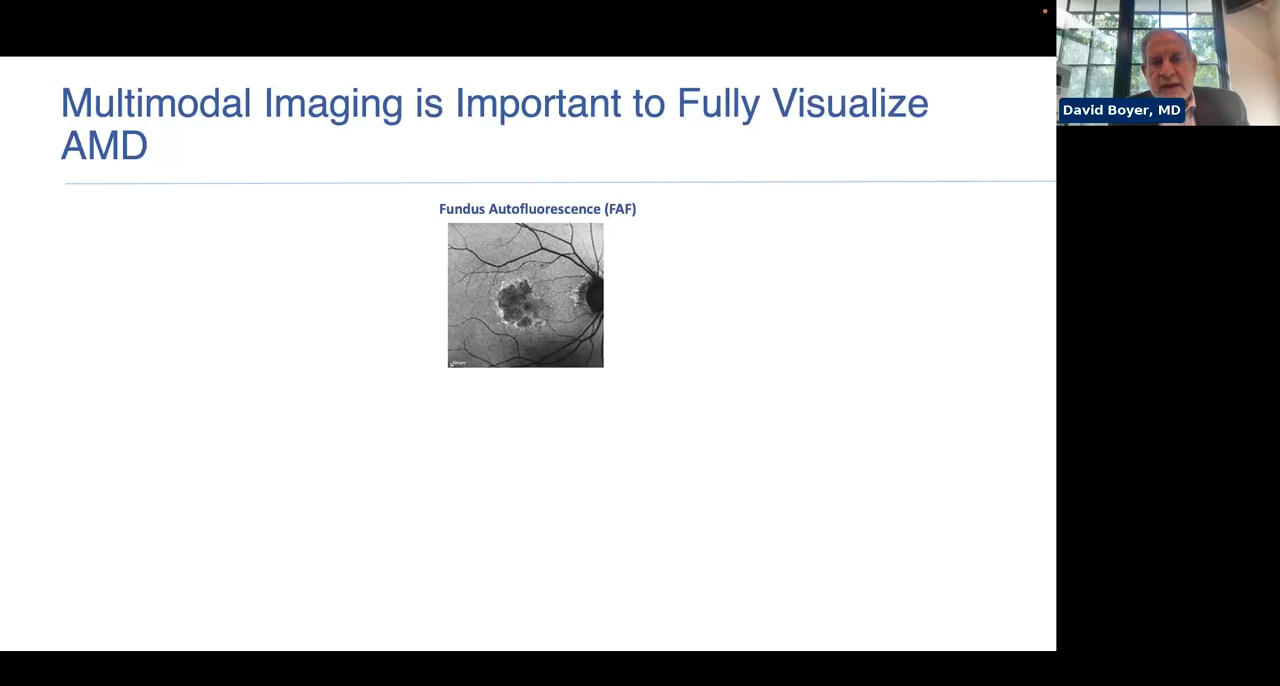 Multimodal Imaging is Important to Fully Visualize
AMD
Fundus Autofluorescence (FAF)
David Boyer, MD